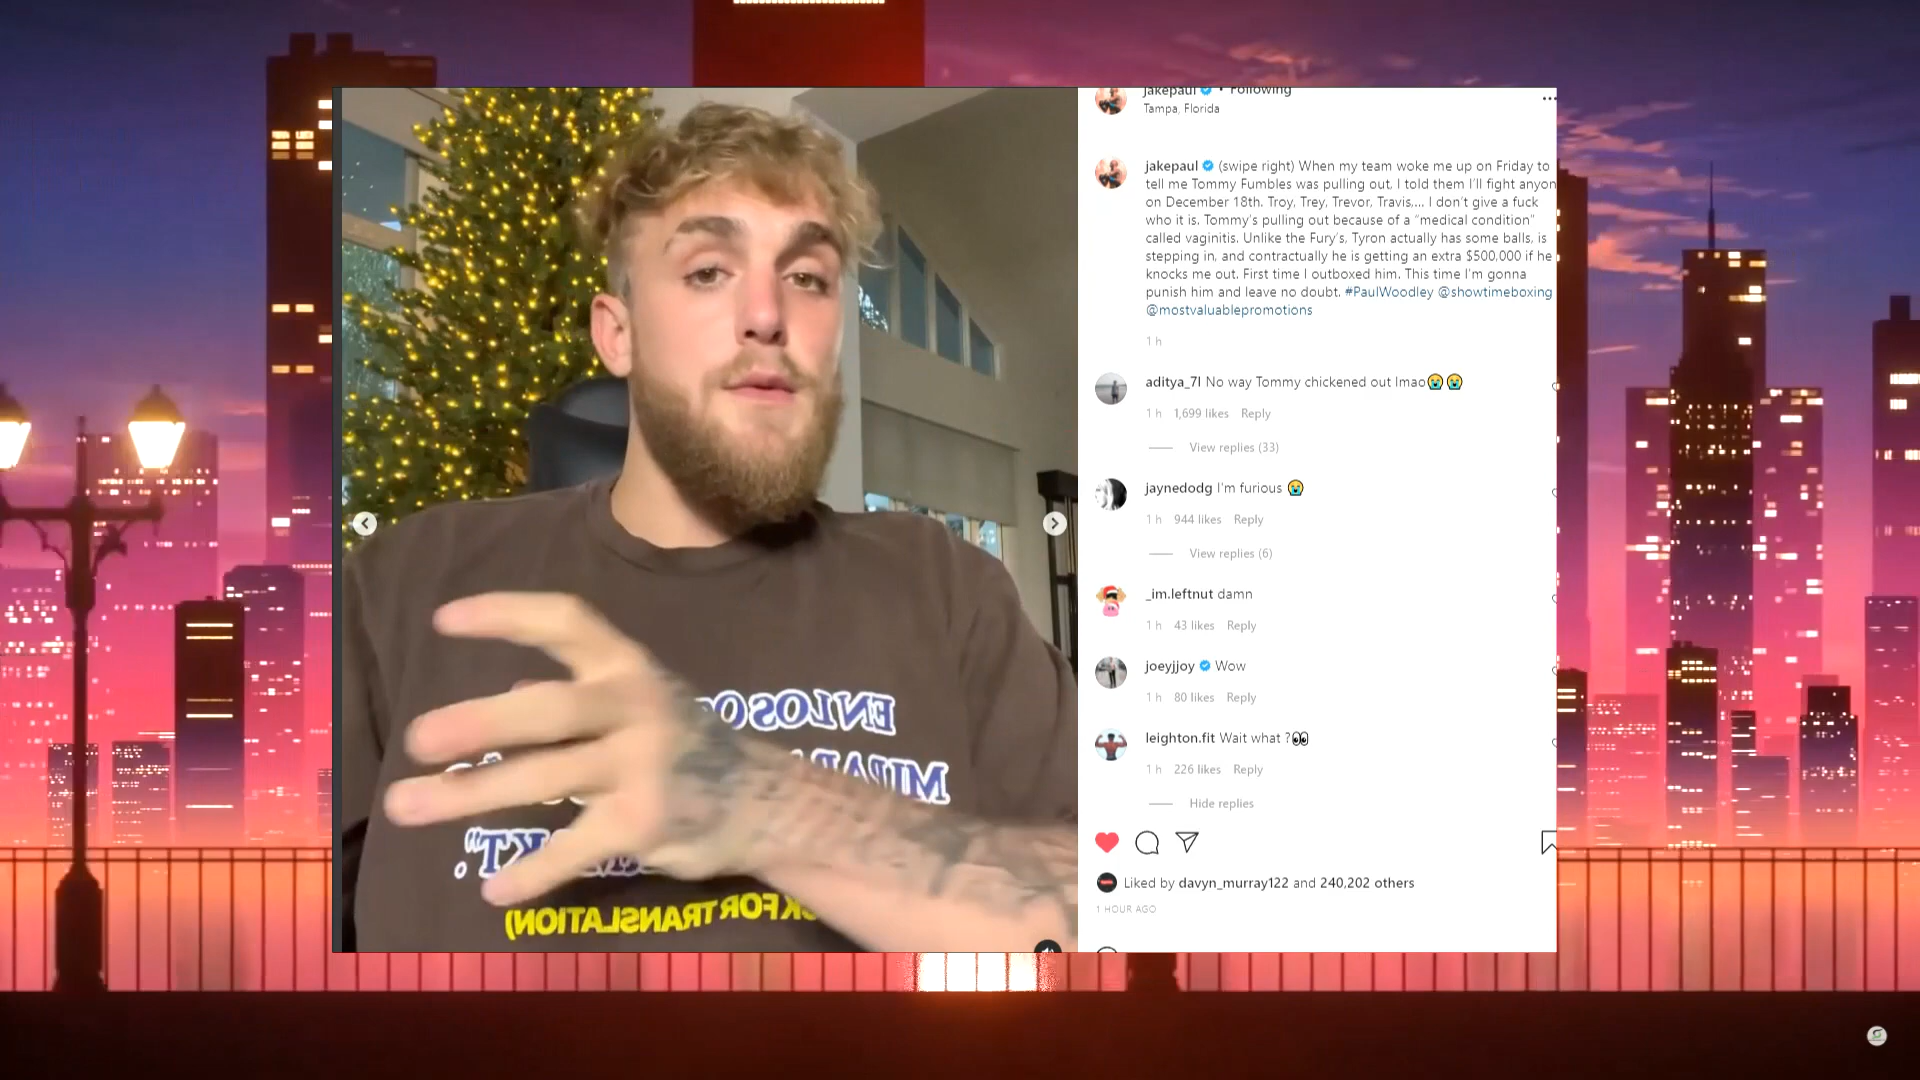 jakepaul • Following
Tampa, Florida
jakepaul (swipe right) When my team woke me up on Friday to
tell me Tommy Fumbles was pulling out, I told them I'll fight anyon
on December 18th. Troy, Trey, Trevor, Travis,... I don't give a fuck
who it is. Tommy's pulling out because of a "medical condition"
called vaginitis. Unlike the Fury's, Tyron actually has some balls, is
stepping in, and contractually he is getting an extra $500,000 if he
knocks me out. First time I outboxed him. This time I'm gonna
punish him and leave no doubt. #PaulWoodley @showtimeboxing
@mostvaluablepromotions
1 h
aditya_7l No way Tommy chickened out lmao😭😭
1 h 1,699 likes Reply
View replies (33)
jaynedodg I'm furious 😭
1 h 944 likes Reply
View replies (6)
_im.leftnut damn
1 h 43 likes Reply
joeyjjoy Wow
1 h 80 likes Reply
leighton.fit Wait what ?👀
1 h 226 likes Reply
Hide replies
Liked by davyn_murray122 and 240,202 others
1 HOUR AGO
EN LOS
FOR TRANSLATION)